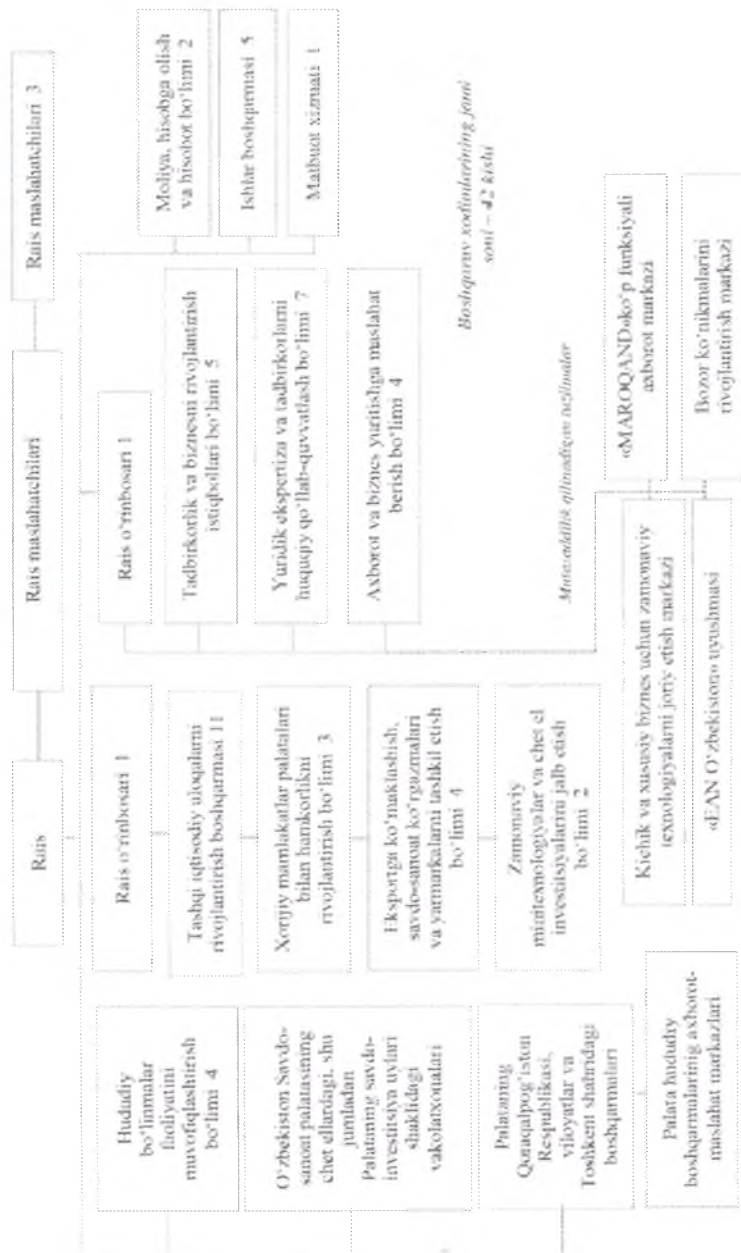 Rais
Rais maslahatchilari
Rais maslahatchilari 3
Hududiy
bo‘linmalar
faoliyatini
muvofiqlashtirish
bo‘limi 4
O‘zbekiston Savdo-
sanoat palatasining
chet ellardagi, shu
jumladan
Palataning savdo-
investitsiya uylari
shaklidagi
vakolatxonalari
Palataning
Qoraqalpog‘iston
Respublikasi,
viloyatlar va
Toshkent shahridagi
boshqarmalari
Palata hududiy
boshqarmalarinig axborot-
maslahat markazlari
Rais o‘rinbosari 1
Tashqi iqtisodiy aloqalarni
rivojlantirish boshqarmasi 11
Xorijiy mamlakatlar palatalari
bilan hamkorlikni
rivojlantirish bo‘limi 3
Eksportga ko‘maklashish,
savdo-sanoat ko‘rgazmalari
va yarmarkalarni tashkil etish
bo‘limi 4
Zamonaviy
minitexnologiyalar va chet el
investitsiyalarini jalb etish
bo‘limi 2
Rais o‘rinbosari 1
Tadbirkorlik va biznesni rivojlantirish
istiqbollari bo‘limi 5
Yuridik ekspertiza va tadbirkorlarni
huquqiy qo‘llab-quvvatlash bo‘limi 7
Axborot va biznes yuritishga maslahat
berish bo‘limi 4
Moliya, hisobga olish
va hisobot bo‘limi 2
Ishlar boshqarmasi 5
Matbuot xizmati 1
Boshqaruv xodimlarining jami
soni – 42 kishi
Mutasaddilik qilinadigan tuzilmalar
Kichik va xususiy biznes uchun zamonaviy
texnologiyalarni joriy etish markazi
«EAN O‘zbekiston» uyushmasi
«MAROQAND»ko‘p funksiyali
axborot markazi
Bozor ko‘nikmalarini
rivojlantirish markazi